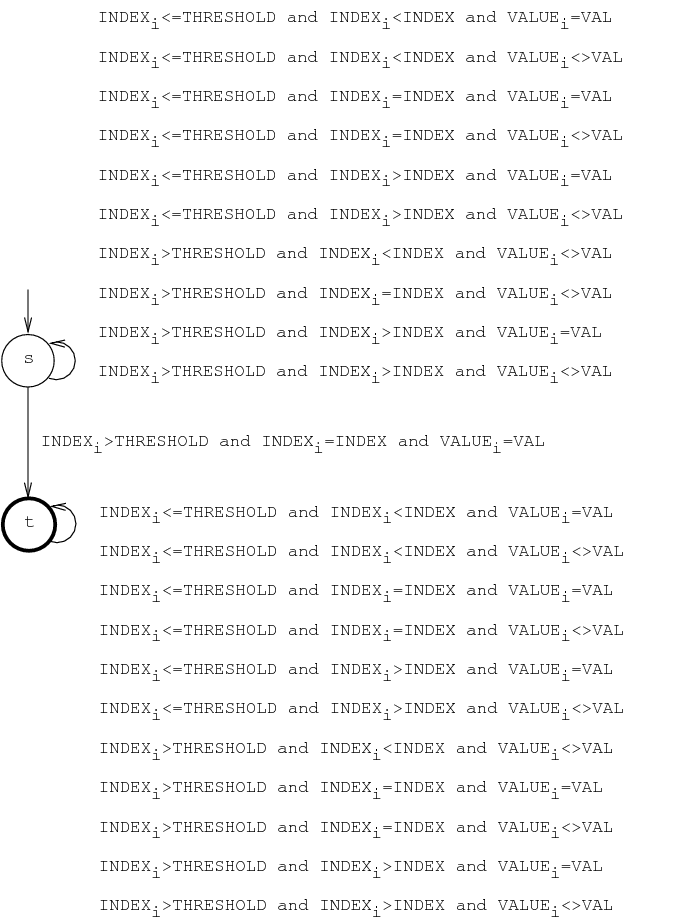 INDEXi<=THRESHOLD and INDEXi<INDEX and VALUEi=VAL
INDEXi<=THRESHOLD and INDEXi<INDEX and VALUEi<>VAL
INDEXi<=THRESHOLD and INDEXi=INDEX and VALUEi=VAL
INDEXi<=THRESHOLD and INDEXi=INDEX and VALUEi<>VAL
INDEXi<=THRESHOLD and INDEXi>INDEX and VALUEi=VAL
INDEXi<=THRESHOLD and INDEXi>INDEX and VALUEi<>VAL
INDEXi>THRESHOLD and INDEXi<INDEX and VALUEi<>VAL
INDEXi>THRESHOLD and INDEXi=INDEX and VALUEi<>VAL
INDEXi>THRESHOLD and INDEXi>INDEX and VALUEi=VAL
s
INDEXi>THRESHOLD and INDEXi>INDEX and VALUEi<>VAL
INDEXi>THRESHOLD and INDEXi=INDEX and VALUEi=VAL
t
INDEXi<=THRESHOLD and INDEXi<INDEX and VALUEi=VAL
INDEXi<=THRESHOLD and INDEXi<INDEX and VALUEi<>VAL
INDEXi<=THRESHOLD and INDEXi=INDEX and VALUEi=VAL
INDEXi<=THRESHOLD and INDEXi=INDEX and VALUEi<>VAL
INDEXi<=THRESHOLD and INDEXi>INDEX and VALUEi=VAL
INDEXi<=THRESHOLD and INDEXi>INDEX and VALUEi<>VAL
INDEXi>THRESHOLD and INDEXi<INDEX and VALUEi<>VAL
INDEXi>THRESHOLD and INDEXi=INDEX and VALUEi=VAL
INDEXi>THRESHOLD and INDEXi=INDEX and VALUEi<>VAL
INDEXi>THRESHOLD and INDEXi>INDEX and VALUEi=VAL
INDEXi>THRESHOLD and INDEXi>INDEX and VALUEi<>VAL